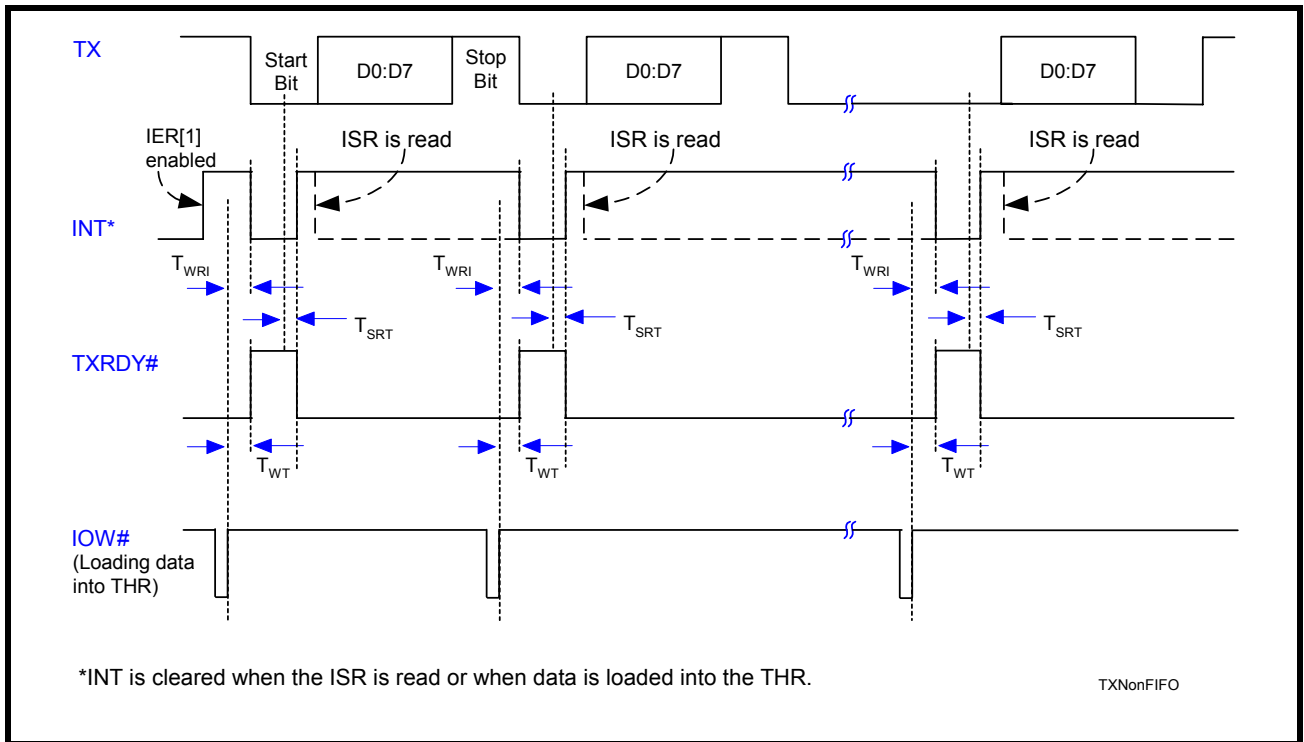 TX
Start
Bit
D0:D7
Stop
Bit
D0:D7
D0:D7
IER[1]
enabled
ISR is read
ISR is read
ISR is read
INT*
TWRI
TWRI
TWRI
TSRT
TSRT
TSRT
TXRDY#
TWT
TWT
TWT
IOW#
(Loading data
into THR)
*INT is cleared when the ISR is read or when data is loaded into the THR.
TXNonFIFO